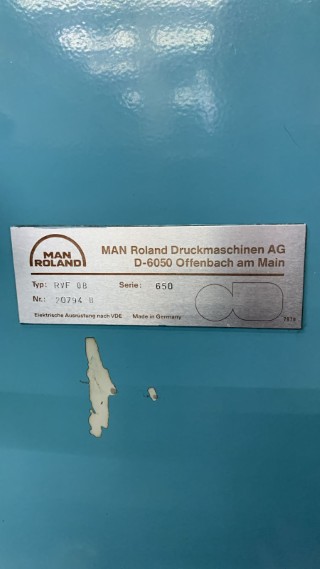 MAN
ROLAND
MAN Roland Druckmaschinen AG
D-6050 Offenbach am Main
Typ: RVF 08 Serie: 650
Nr.: 20794 B
Elektrische Ausrüstung nach VDE Made in Germany